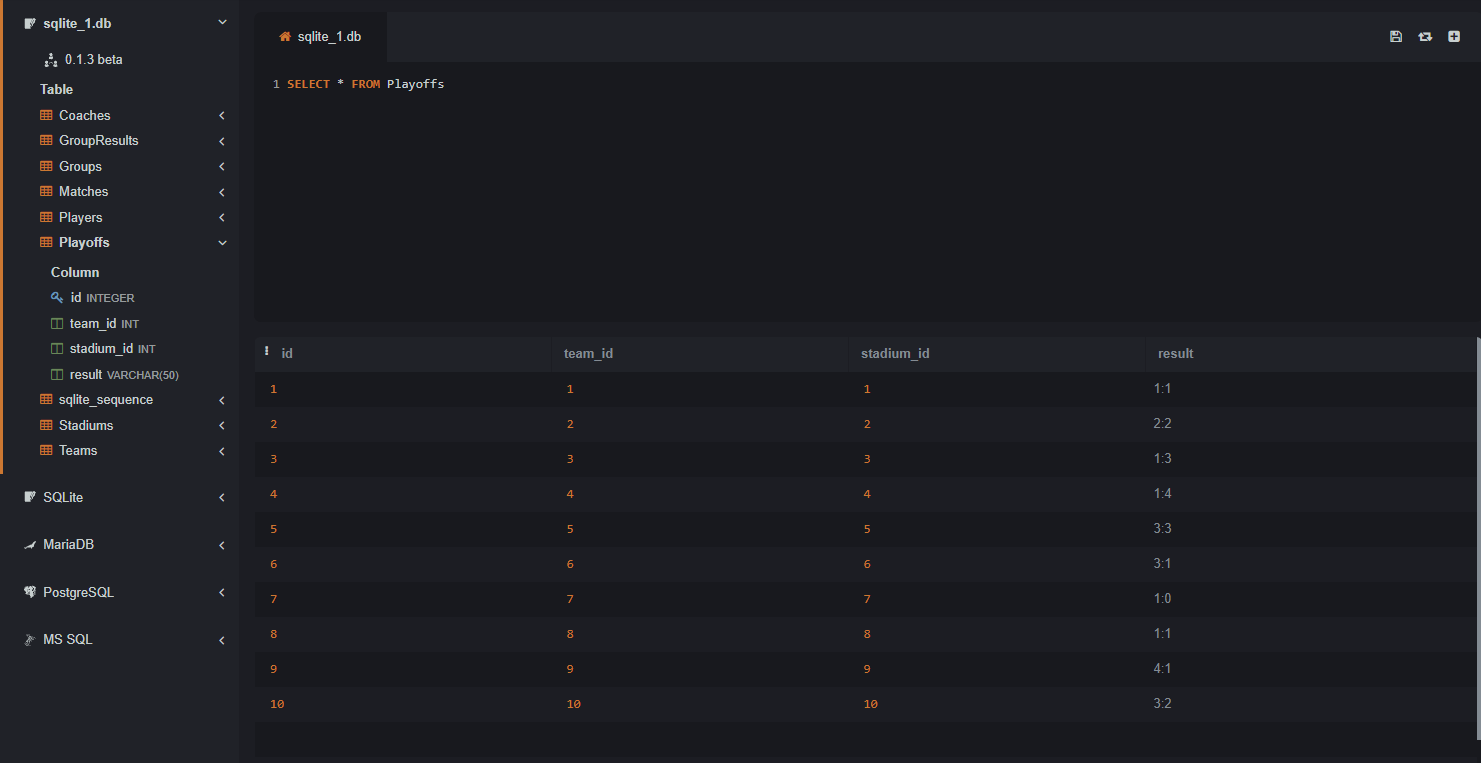 sqlite_1.db
0.1.3 beta
Table
Coaches
GroupResults
Groups
Matches
Players
Playoffs
Column
id INTEGER
team_id INT
stadium_id INT
result VARCHAR(50)
sqlite_sequence
Stadiums
Teams
SQLite
MariaDB
PostgreSQL
MS SQL
sqlite_1.db
1 SELECT * FROM Playoffs
id team_id stadium_id result
1 1 1 1:1
2 2 2 2:2
3 3 3 1:3
4 4 4 1:4
5 5 5 3:3
6 6 6 3:1
7 7 7 1:0
8 8 8 1:1
9 9 9 4:1
10 10 10 3:2